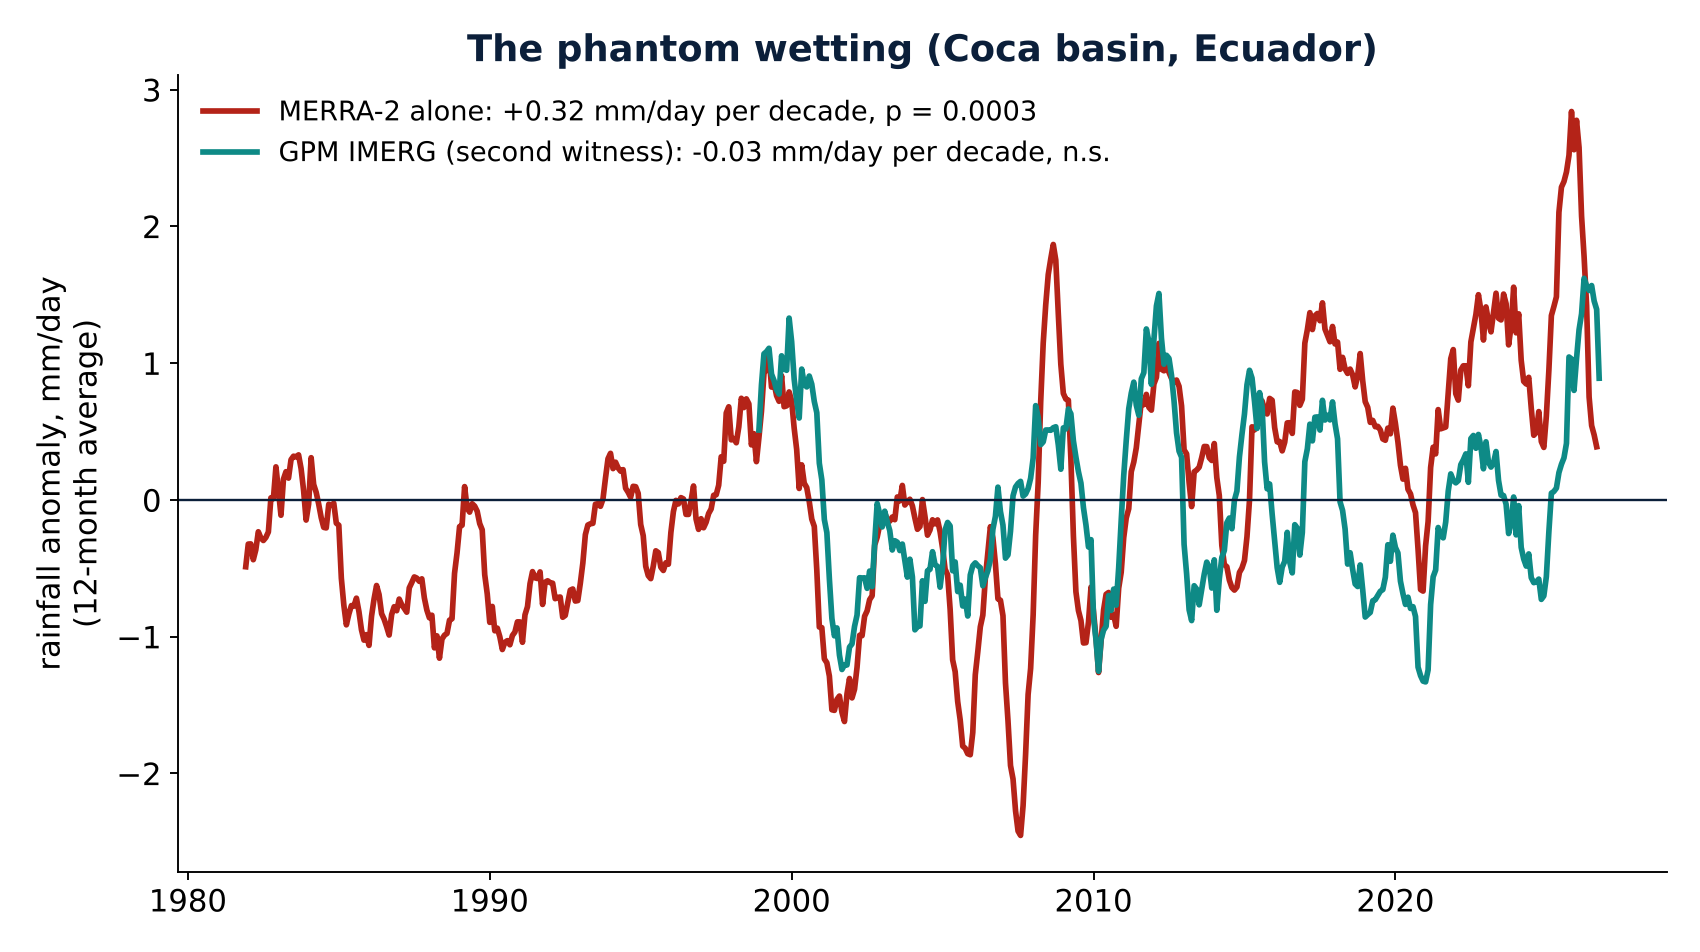 The phantom wetting (Coca basin, Ecuador)
MERRA-2 alone: +0.32 mm/day per decade, p = 0.0003
GPM IMERG (second witness): -0.03 mm/day per decade, n.s.
rainfall anomaly, mm/day
(12-month average)
3
2
1
0
−1
−2
1980
1990
2000
2010
2020